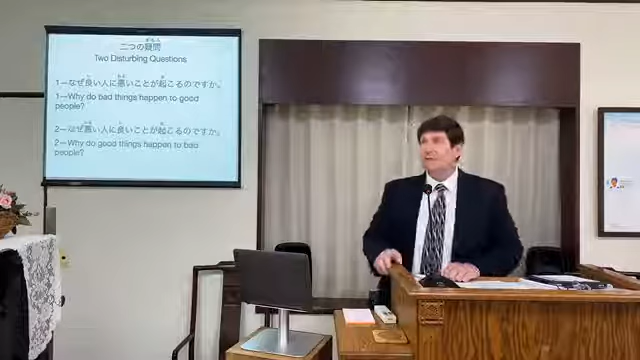 二つの疑問
Two Disturbing Questions
1ーなぜ良い人に悪いことが起こるのですか。
1—Why do bad things happen to good
people?
2ーなぜ悪い人に良いことが起こるのですか。
2—Why do good things happen to bad
people?